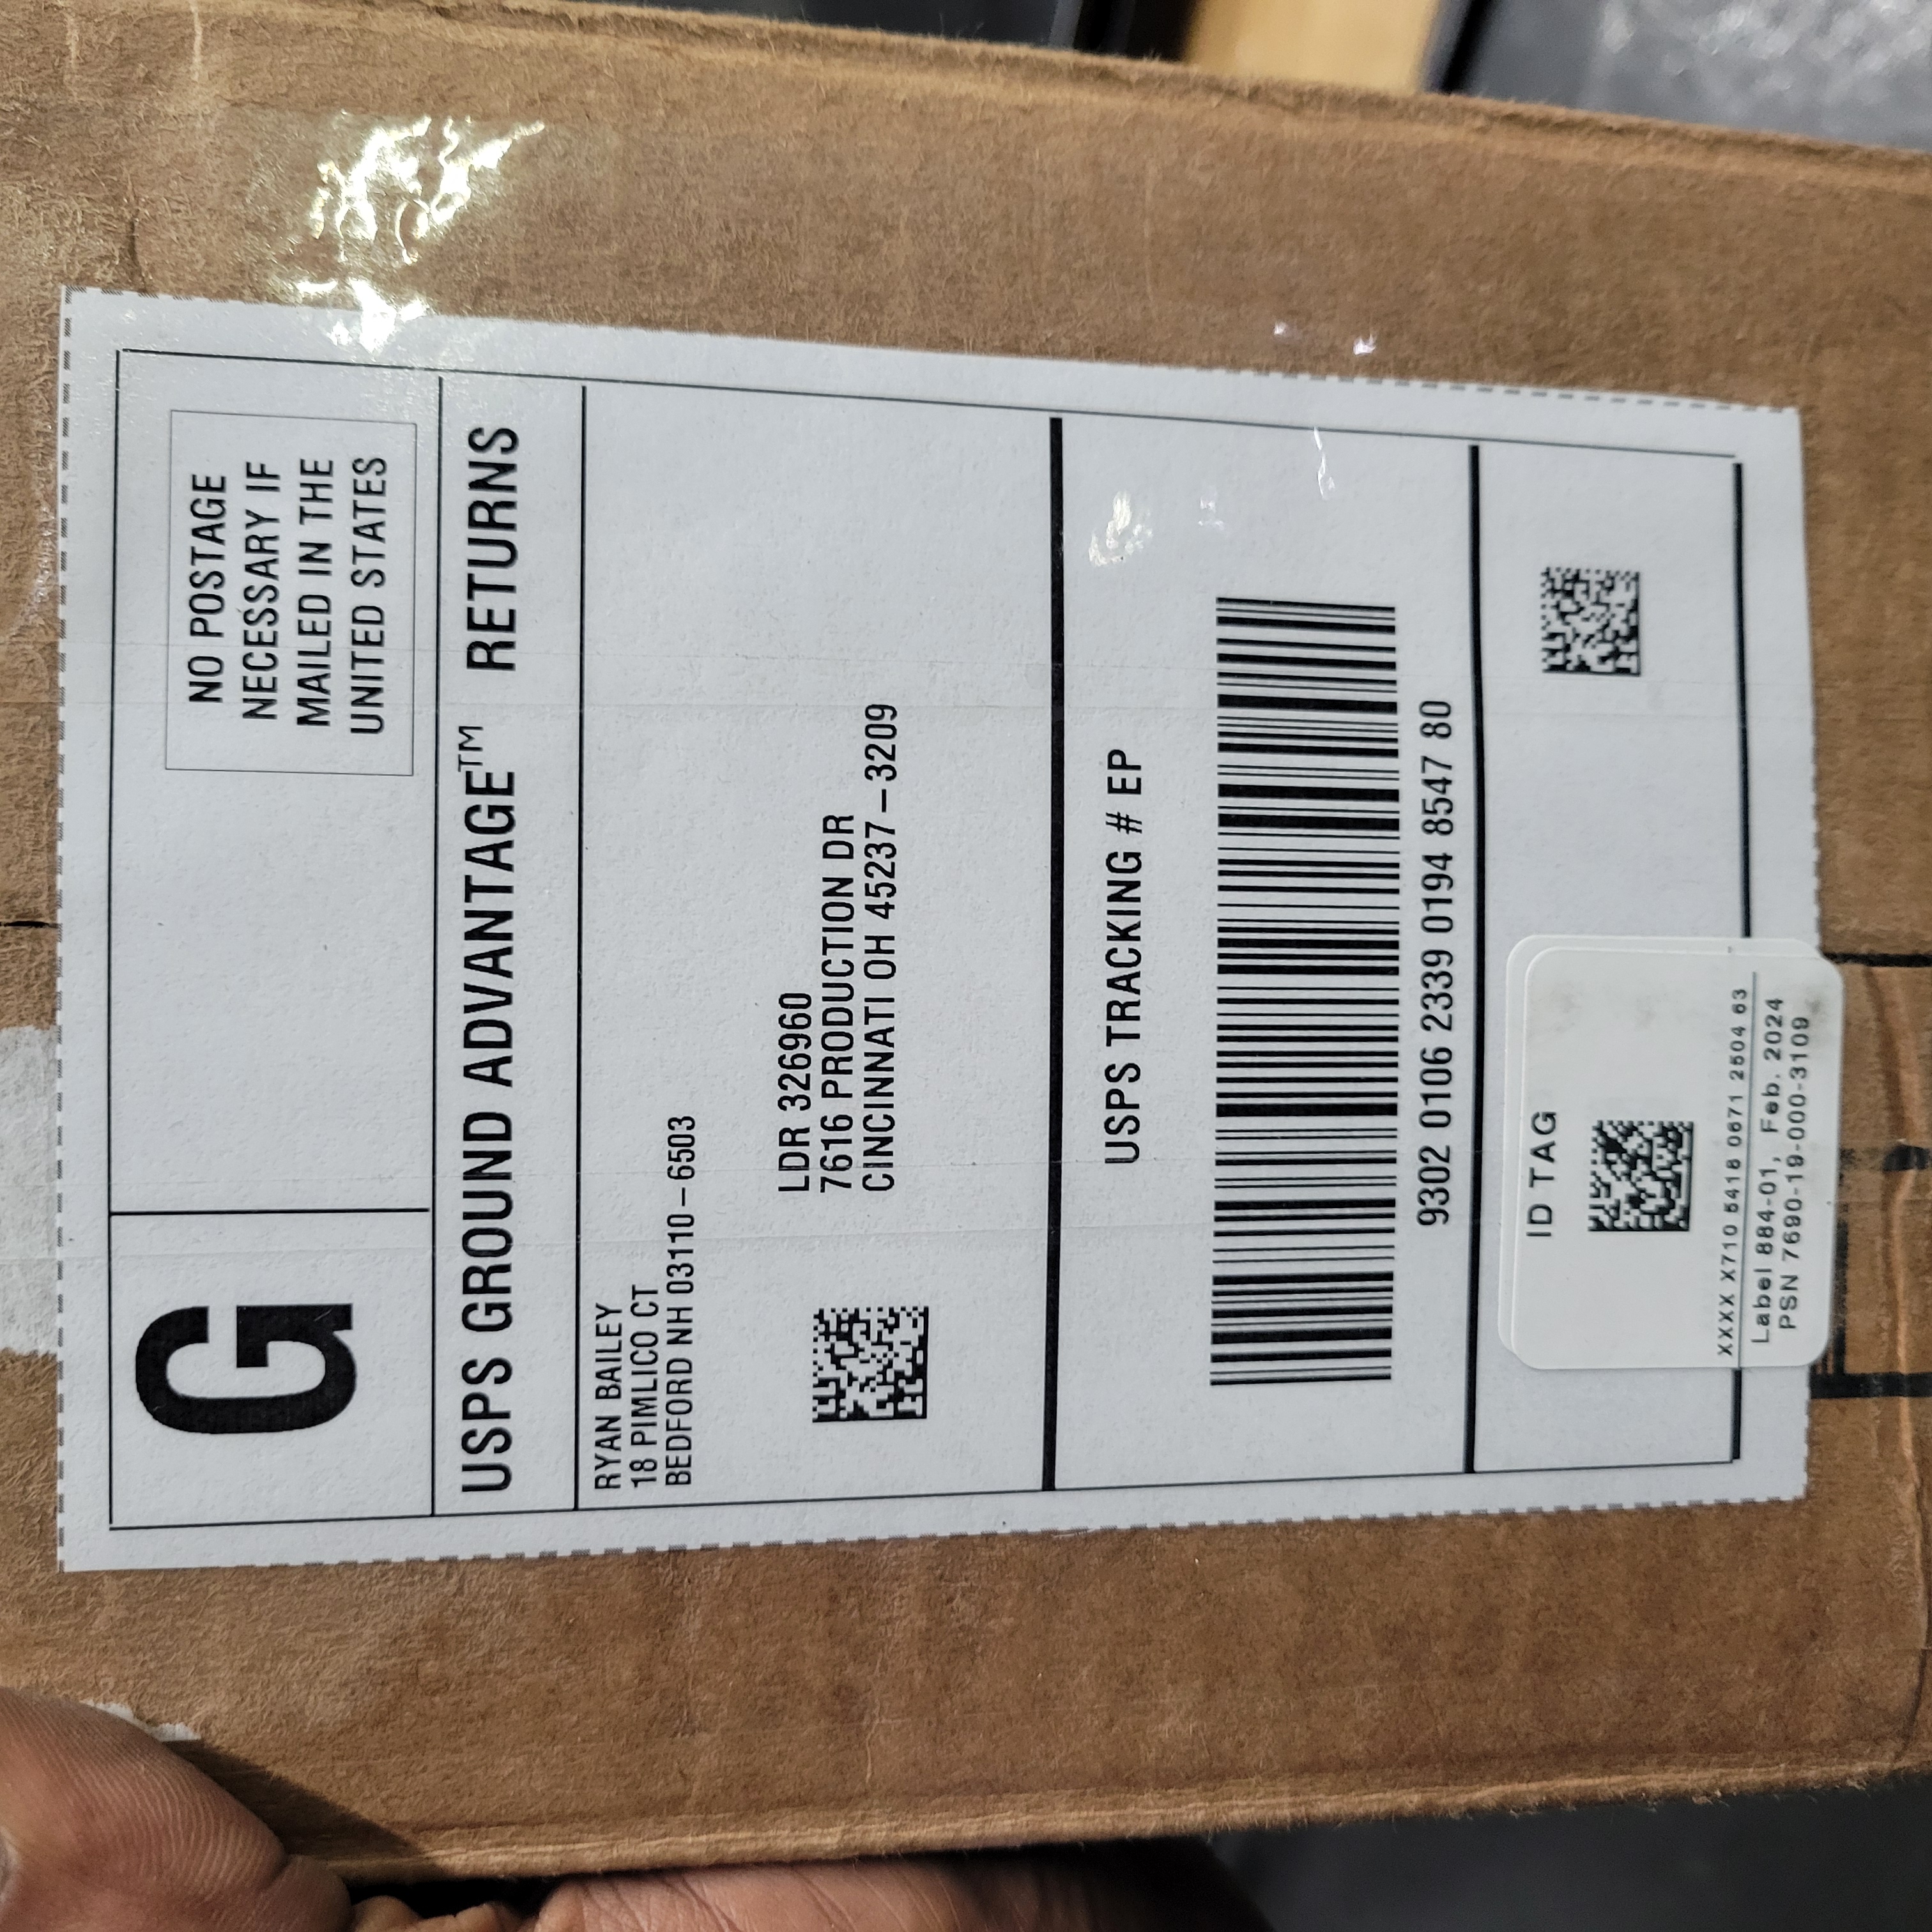 G
NO POSTAGE
NECESSARY IF
MAILED IN THE
UNITED STATES
USPS GROUND ADVANTAGE™ RETURNS
RYAN BAILEY
18 PIMLICO CT
BEDFORD NH 03110-6503
LDR 326960
7616 PRODUCTION DR
CINCINNATI OH 45237-3209
USPS TRACKING # EP
9302 0106 2339 0194 8547 80
ID TAG
XXXX X710 5418 0671 2504 63
Label 884-01, Feb. 2024
PSN 7690-19-000-3109